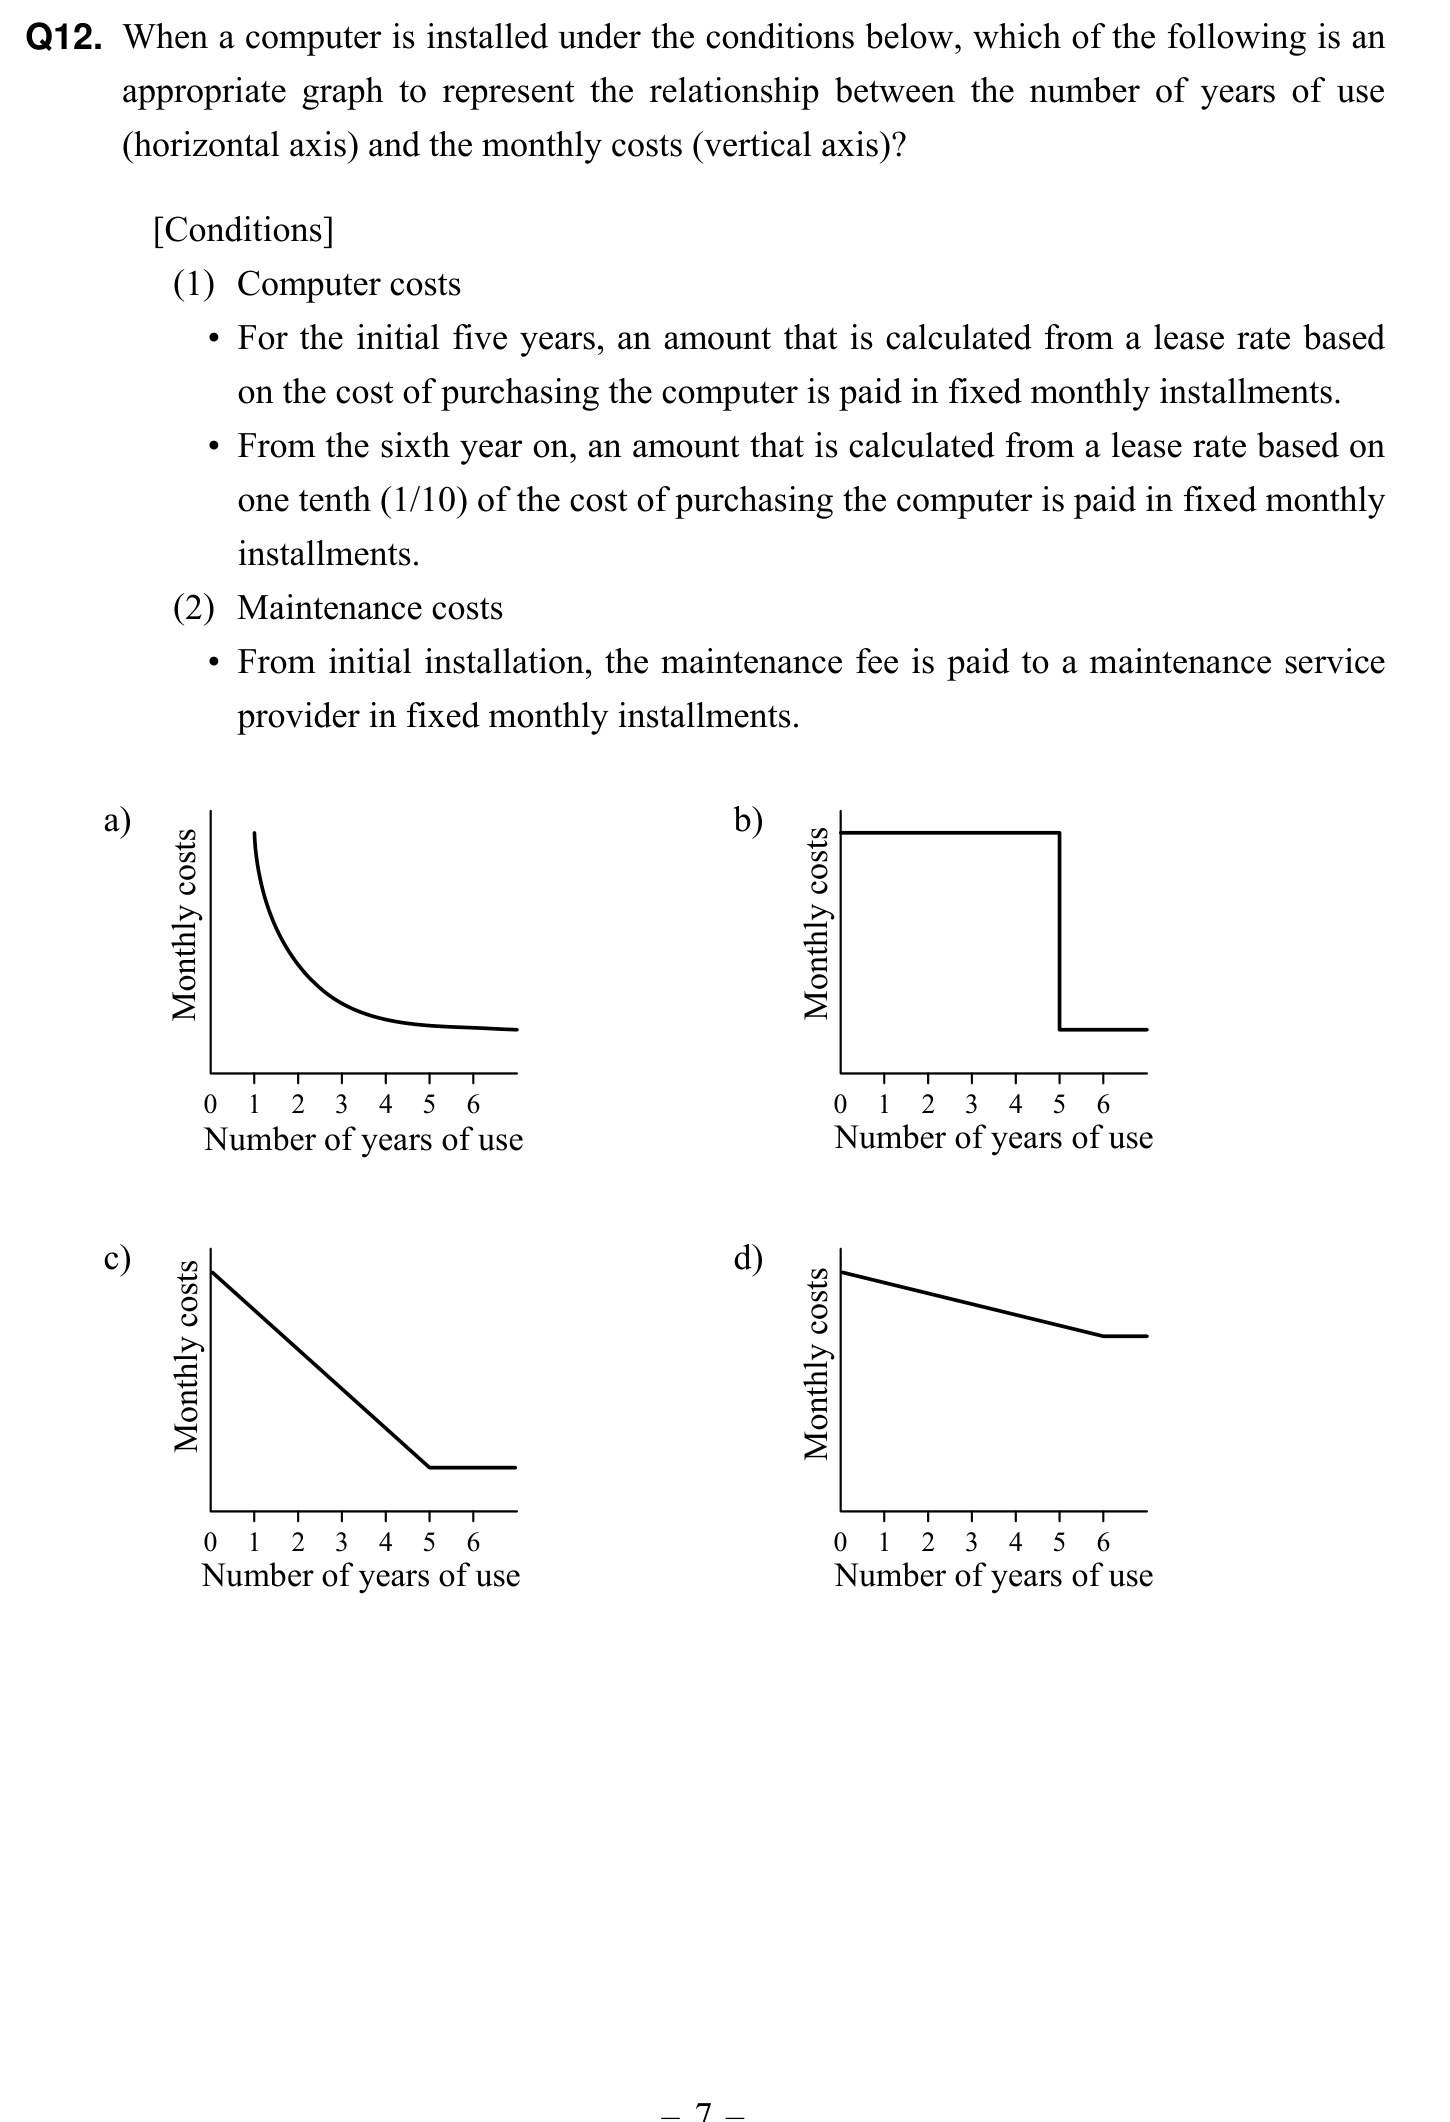 Q12. When a computer is installed under the conditions below, which of the following is an
appropriate graph to represent the relationship between the number of years of use
(horizontal axis) and the monthly costs (vertical axis)?
[Conditions]
(1) Computer costs
• For the initial five years, an amount that is calculated from a lease rate based
on the cost of purchasing the computer is paid in fixed monthly installments.
• From the sixth year on, an amount that is calculated from a lease rate based on
one tenth (1/10) of the cost of purchasing the computer is paid in fixed monthly
installments.
(2) Maintenance costs
• From initial installation, the maintenance fee is paid to a maintenance service
provider in fixed monthly installments.
a)
Monthly costs
0 1 2 3 4 5 6
Number of years of use
b)
Monthly costs
0 1 2 3 4 5 6
Number of years of use
c)
Monthly costs
0 1 2 3 4 5 6
Number of years of use
d)
Monthly costs
0 1 2 3 4 5 6
Number of years of use
– 7 –